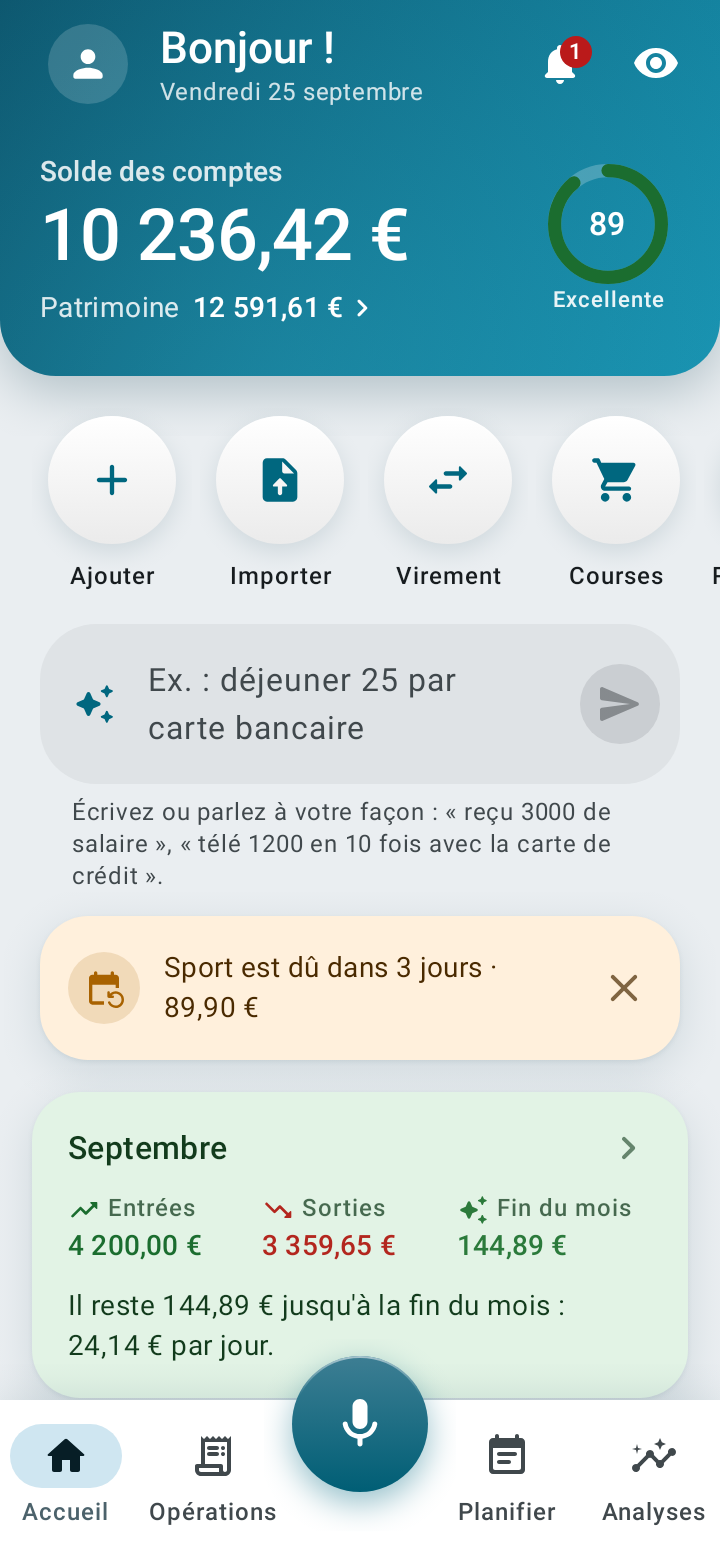 Bonjour !
1
Vendredi 25 septembre
Solde des comptes
10 236,42 €
89
Patrimoine 12 591,61 €
Excellente
Ajouter
Importer
Virement
Courses
Ex. : déjeuner 25 par
carte bancaire
Écrivez ou parlez à votre façon : « reçu 3000 de
salaire », « télé 1200 en 10 fois avec la carte de
crédit ».
Sport est dû dans 3 jours ·
89,90 €
Septembre
Entrées
Sorties
Fin du mois
4 200,00 €
3 359,65 €
144,89 €
Il reste 144,89 € jusqu'à la fin du mois :
24,14 € par jour.
Accueil
Opérations
Planifier
Analyses